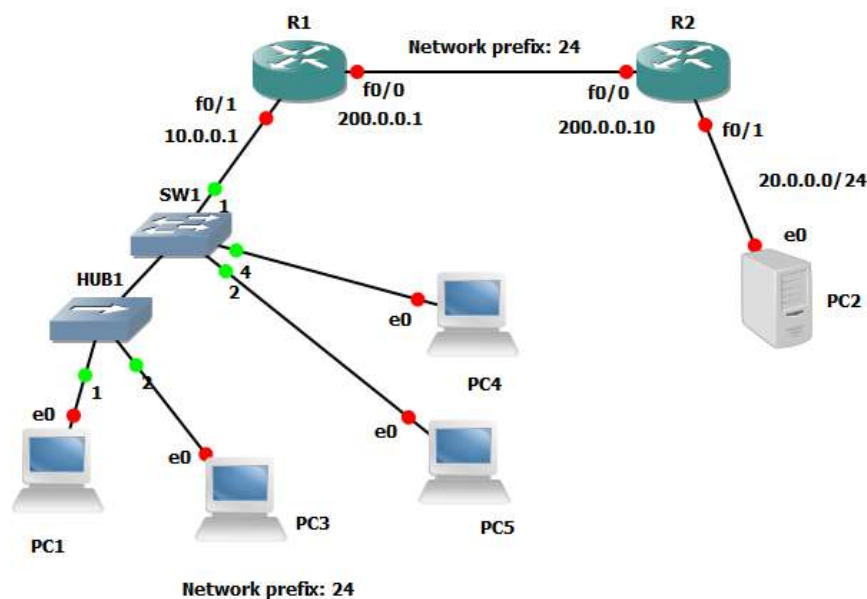 R1
R2
Network prefix: 24
f0/0
f0/0
f0/1
200.0.0.1
200.0.0.10
f0/1
10.0.0.1
20.0.0.0/24
SW1
1
e0
4
HUB1
2
PC2
e0
PC4
2
1
e0
e0
e0
PC5
PC3
PC1
Network prefix: 24